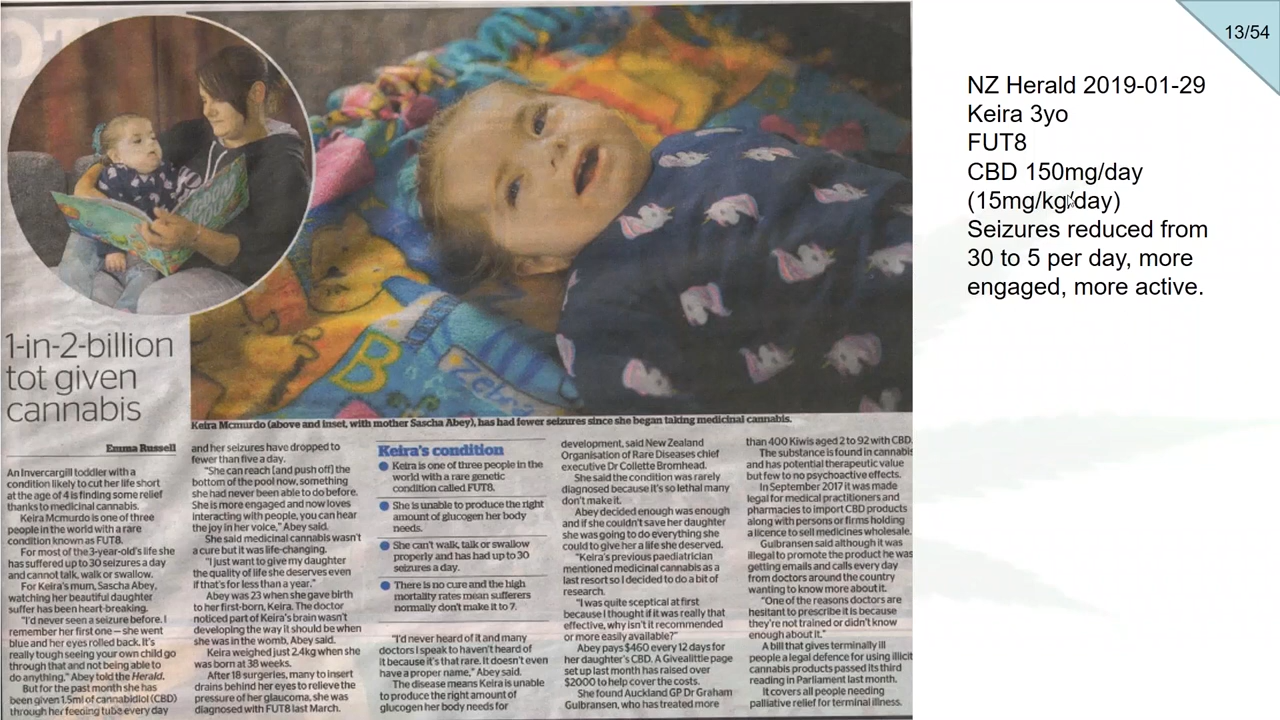 13/54
NZ Herald 2019-01-29
Keira 3yo
FUT8
CBD 150mg/day
(15mg/kg/day)
Seizures reduced from
30 to 5 per day, more
engaged, more active.
1-in-2-billion
tot given
cannabis
Keira Mcmurdo (above and inset, with mother Sascha Abey), has had fewer seizures since she began taking medicinal cannabis.
Emma Russell
An Invercargill toddler with a
condition likely to cut her life short
at the age of 4 is finding some relief
thanks to medicinal cannabis.
Keira Mcmurdo is one of three
people in the world with a rare
condition known as FUT8.
For most of the 3-year-old's life she
has suffered up to 30 seizures a day
and cannot talk, walk or swallow.
For Keira's mum, Sascha Abey,
watching her beautiful daughter
suffer has been heart-breaking.
"I'd never seen a seizure before. I
remember her first one — she went
blue and her eyes rolled back. It's
really tough seeing your own child go
through that and not being able to
do anything," Abey told the Herald.
But for the past month she has
been given 1.5ml of cannabidiol (CBD)
through her feeding tube every day
and her seizures have dropped to
fewer than five a day.
"She can reach [and push off] the
bottom of the pool now, something
she had never been able to do before.
She is more engaged and now loves
interacting with people, you can hear
the joy in her voice," Abey said.
She said medicinal cannabis wasn't
a cure but it was life-changing.
"I just want to give my daughter
the quality of life she deserves even
if that's for less than a year."
Abey was 23 when she gave birth
to her first-born, Keira. The doctor
noticed part of Keira's brain wasn't
developing the way it should be when
she was in the womb, Abey said.
Keira weighed just 2.4kg when she
was born at 38 weeks.
After 18 surgeries, many to insert
drains behind her eyes to relieve the
pressure of her glaucoma, she was
diagnosed with FUT8 last March.
Keira's condition
Keira is one of three people in the
world with a rare genetic
condition called FUT8.
She is unable to produce the right
amount of glucogen her body
needs.
She can't walk, talk or swallow
properly and has had up to 30
seizures a day.
There is no cure and the high
mortality rates mean sufferers
normally don't make it to 7.
"I'd never heard of it and many
doctors I speak to haven't heard of
it because it's that rare. It doesn't even
have a proper name," Abey said.
The disease means Keira is unable
to produce the right amount of
glucogen her body needs for
development, said New Zealand
Organisation of Rare Diseases chief
executive Dr Collette Bromhead.
She said the condition was rarely
diagnosed because it's so lethal many
don't make it.
Abey decided enough was enough
and if she couldn't save her daughter
she was going to do everything she
could to give her a life she deserved.
"Keira's previous paediatrician
mentioned medicinal cannabis as a
last resort so I decided to do a bit of
research.
"I was quite sceptical at first
because I thought if it was really that
effective, why isn't it recommended
or more easily available?"
Abey pays $460 every 12 days for
her daughter's CBD. A Givealittle page
set up last month has raised over
$2000 to help cover the costs.
She found Auckland GP Dr Graham
Gulbransen, who has treated more
than 400 Kiwis aged 2 to 92 with CBD.
The substance is found in cannabis
and has potential therapeutic value
but few to no psychoactive effects.
In September 2017 it was made
legal for medical practitioners and
pharmacies to import CBD products
along with persons or firms holding
a licence to sell medicines wholesale.
Gulbransen said although it was
illegal to promote the product he was
getting emails and calls every day
from doctors around the country
wanting to know more about it.
"One of the reasons doctors are
hesitant to prescribe it is because
they're not trained or didn't know
enough about it."
A bill that gives terminally ill
people a legal defence for using illicit
cannabis products passed its third
reading in Parliament last month.
It covers all people needing
palliative relief for terminal illness.